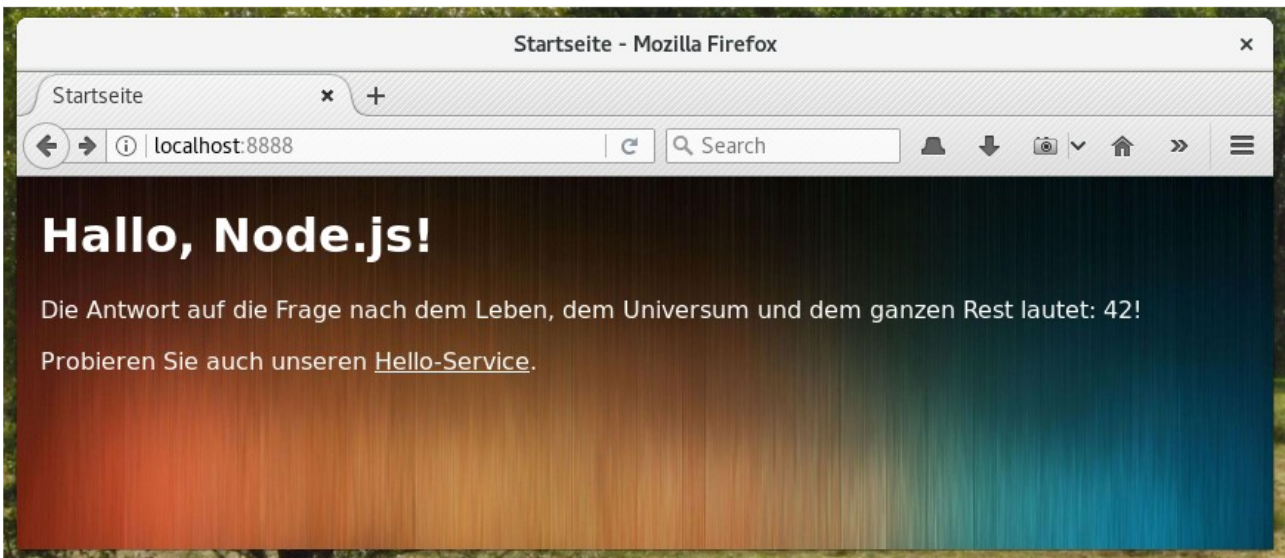 Startseite - Mozilla Firefox
Startseite
localhost:8888
Search
Hallo, Node.js!
Die Antwort auf die Frage nach dem Leben, dem Universum und dem ganzen Rest lautet: 42!
Probieren Sie auch unseren Hello-Service.